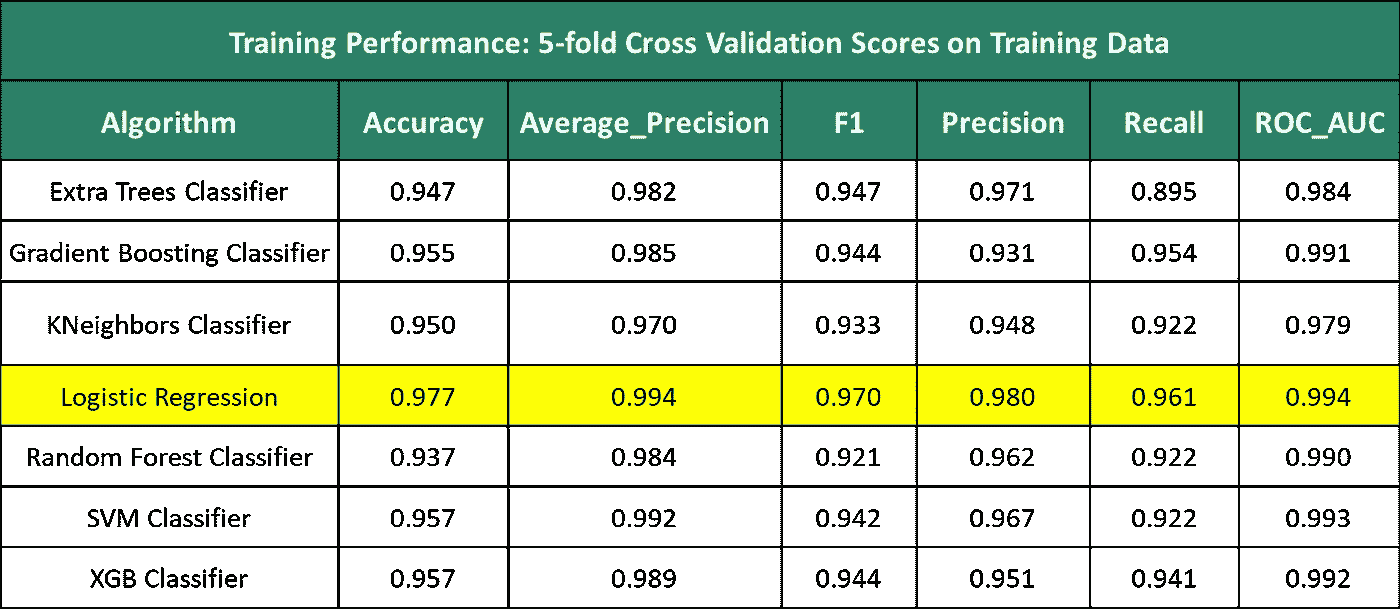 Training Performance: 5-fold Cross Validation Scores on Training Data
Algorithm Accuracy Average_Precision F1 Precision Recall ROC_AUC
Extra Trees Classifier 0.947 0.982 0.947 0.971 0.895 0.984
Gradient Boosting Classifier 0.955 0.985 0.944 0.931 0.954 0.991
KNeighbors Classifier 0.950 0.970 0.933 0.948 0.922 0.979
Logistic Regression 0.977 0.994 0.970 0.980 0.961 0.994
Random Forest Classifier 0.937 0.984 0.921 0.962 0.922 0.990
SVM Classifier 0.957 0.992 0.942 0.967 0.922 0.993
XGB Classifier 0.957 0.989 0.944 0.951 0.941 0.992